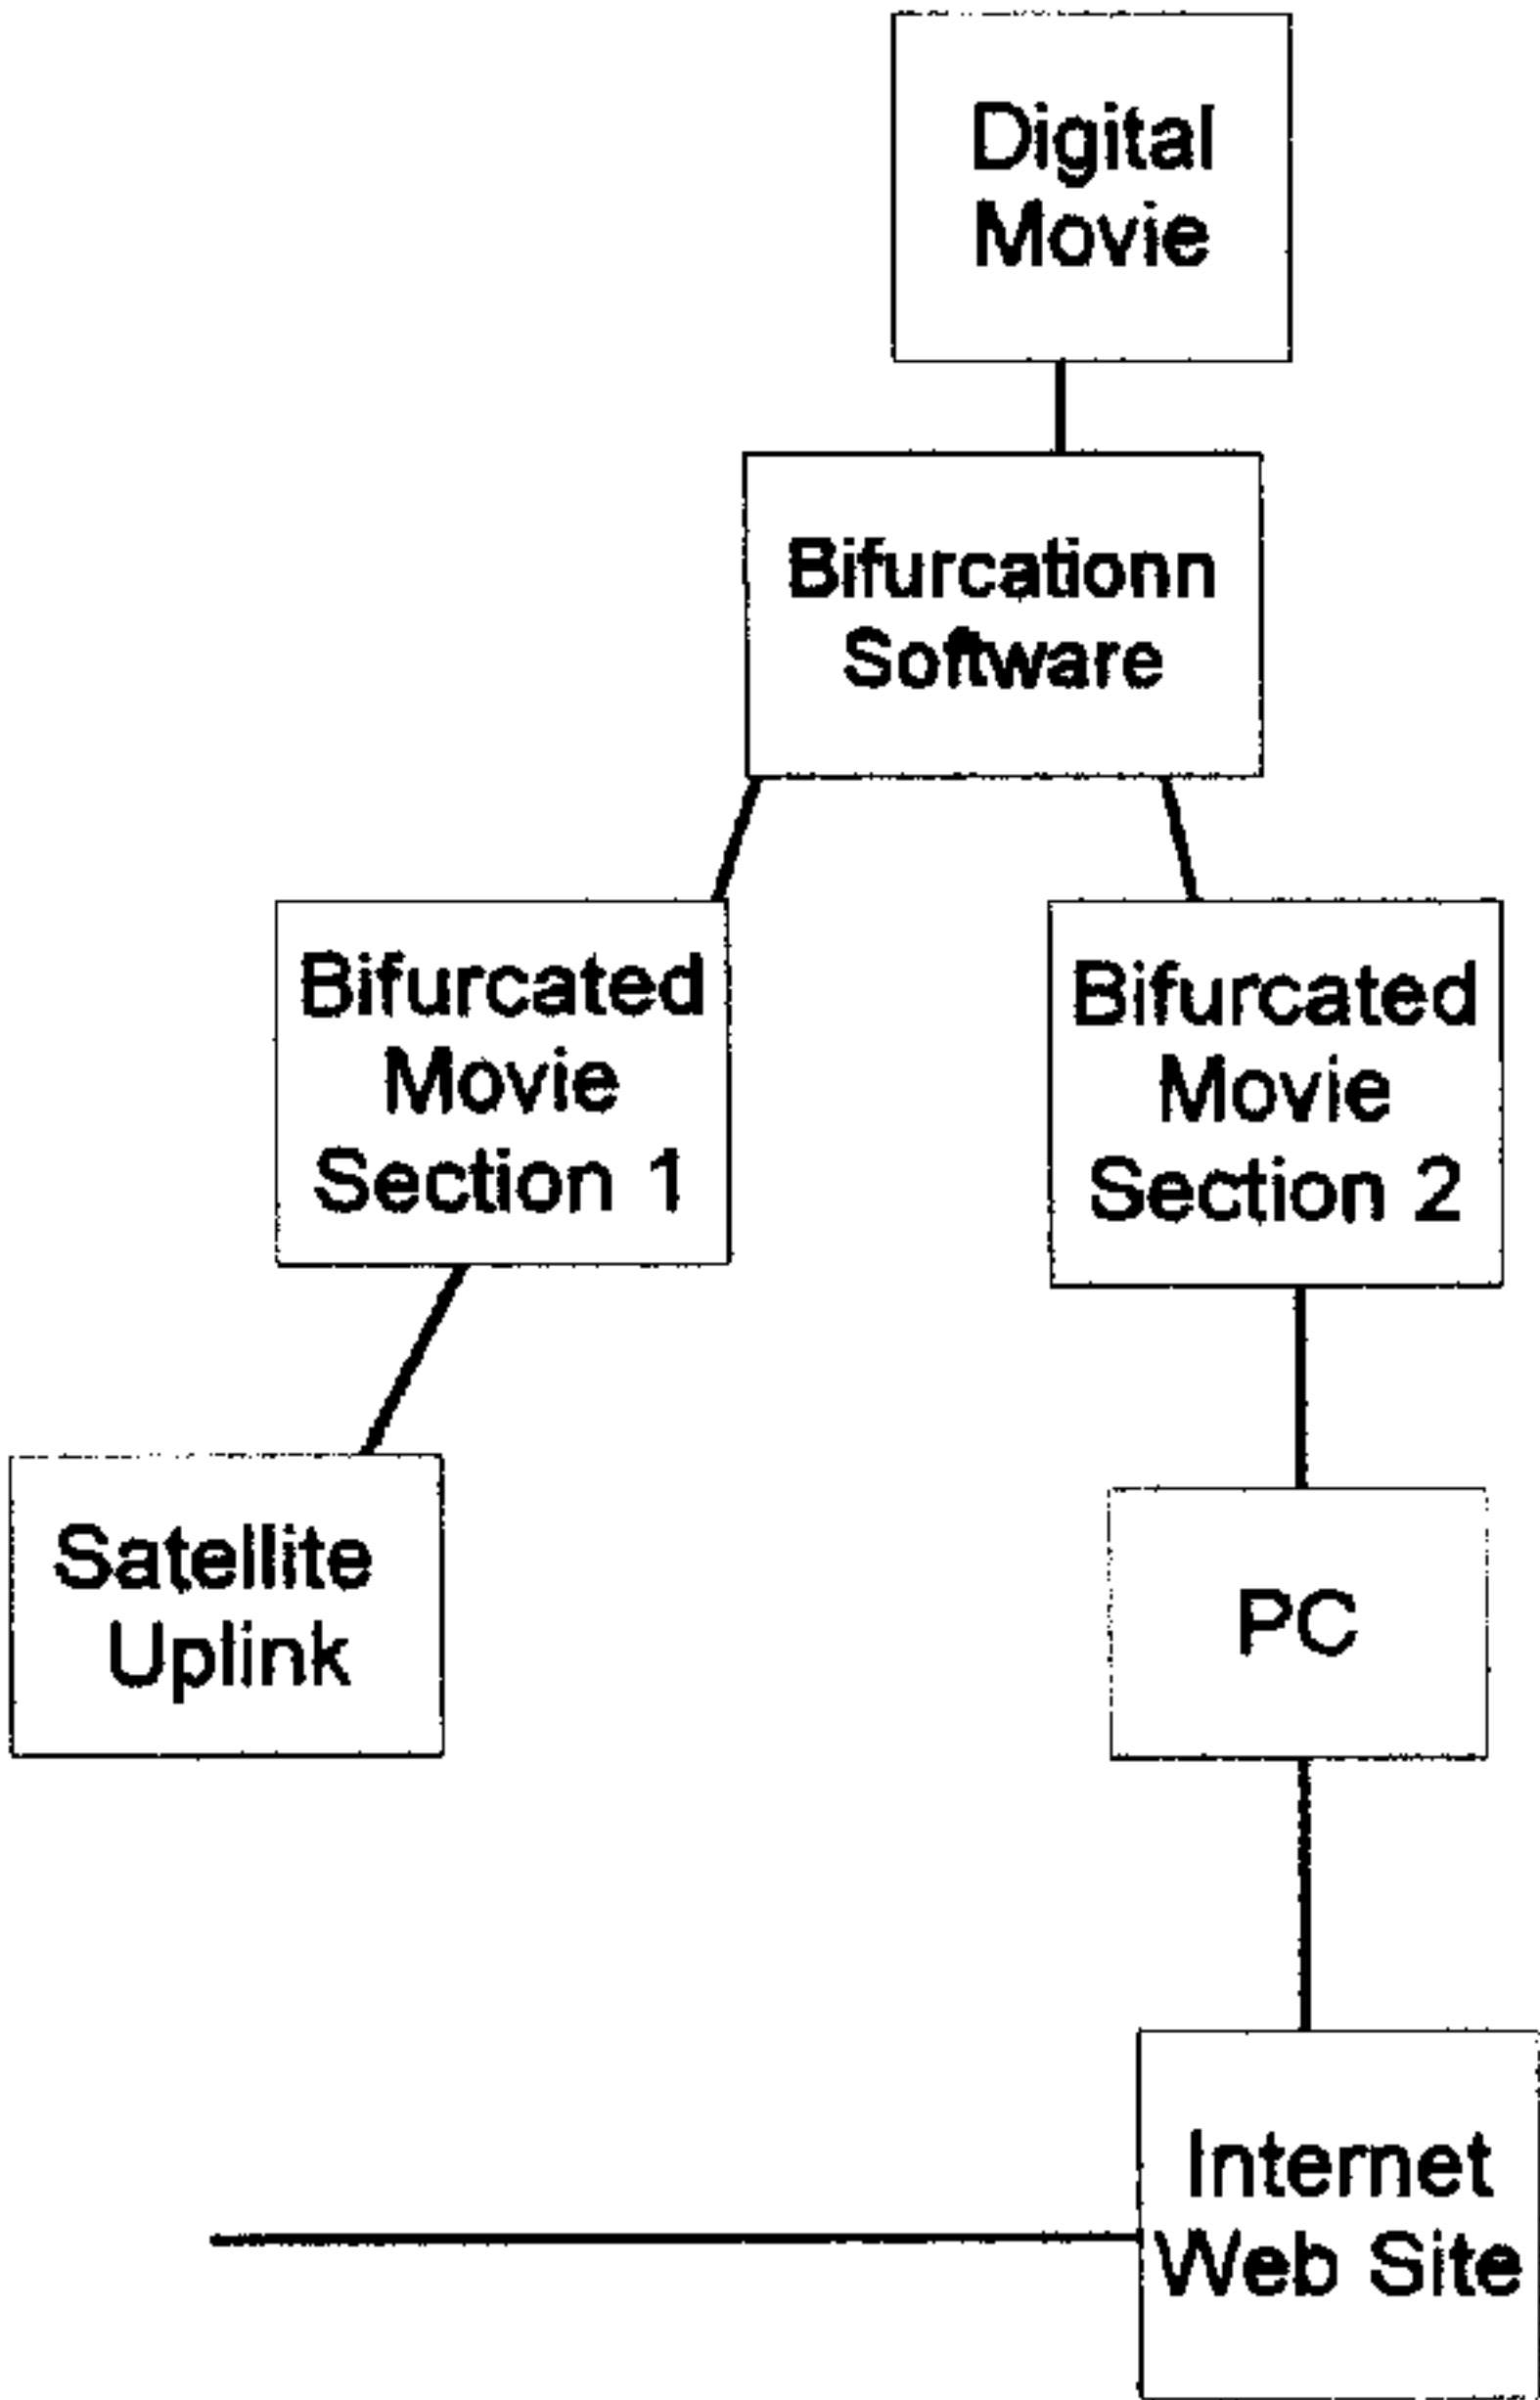 Digital
Movie
Bifurcationn
Software
Bifurcated
Movie
Section 1
Bifurcated
Movie
Section 2
Satellite
Uplink
PC
Internet
Web Site